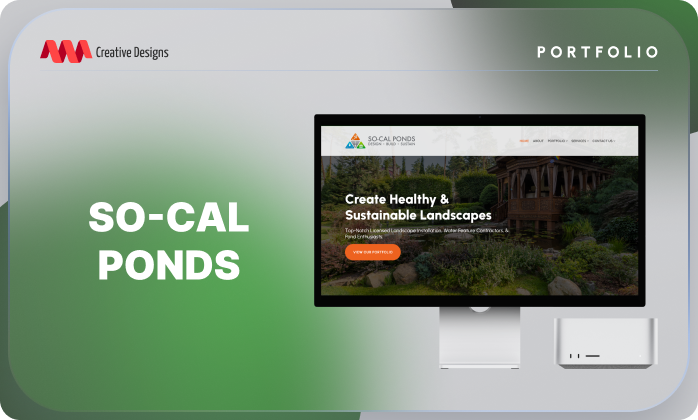 Creative Designs
PORTFOLIO
SO-CAL
PONDS
SO-CAL PONDS
DESIGN • BUILD • SUSTAIN
HOME ABOUT PORTFOLIO SERVICES CONTACT US
Create Healthy &
Sustainable Landscapes
Top-Notch Licensed Landscape Installation, Water Feature Contractors, &
Pond Enthusiasts
VIEW OUR PORTFOLIO